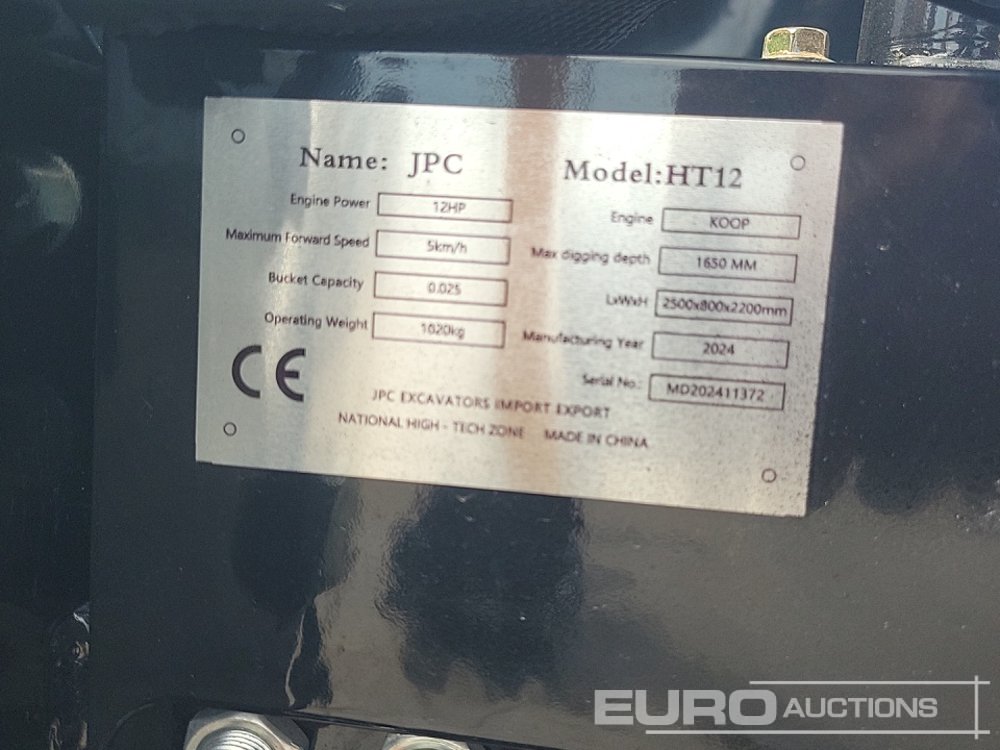 Name: JPC
Model:HT12
Engine Power 12HP
Engine KOOP
Maximum Forward Speed 5km/h
Max digging depth 1650 MM
Bucket Capacity 0.025
LxWxH 2500x800x2200mm
Operating Weight 1020kg
Manufacturing Year 2024
Serial No.: MD202411372
CE
JPC EXCAVATORS IMPORT EXPORT
NATIONAL HIGH - TECH ZONE MADE IN CHINA
EURO AUCTIONS